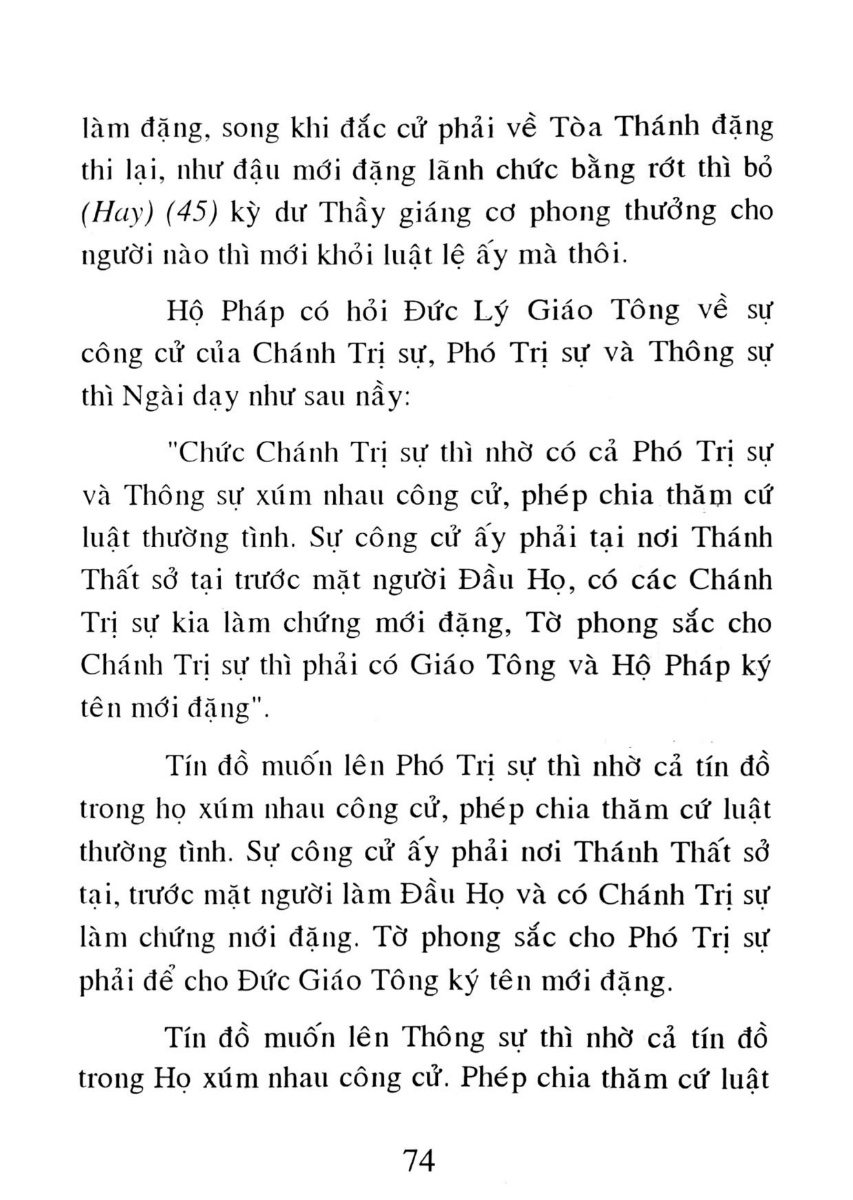 làm đặng, song khi đắc cử phải về Tòa Thánh đặng
thi lại, như đậu mới đặng lãnh chức bằng rớt thì bỏ
(Hay) (45) kỳ dư Thầy giáng cơ phong thưởng cho
người nào thì mới khỏi luật lệ ấy mà thôi.
Hộ Pháp có hỏi Đức Lý Giáo Tông về sự
công cử của Chánh Trị sự, Phó Trị sự và Thông sự
thì Ngài dạy như sau nầy:
"Chức Chánh Trị sự thì nhờ có cả Phó Trị sự
và Thông sự xúm nhau công cử, phép chia thăm cứ
luật thường tình. Sự công cử ấy phải tại nơi Thánh
Thất sở tại trước mặt người Đầu Họ, có các Chánh
Trị sự kia làm chứng mới đặng, Tờ phong sắc cho
Chánh Trị sự thì phải có Giáo Tông và Hộ Pháp ký
tên mới đặng".
Tín đồ muốn lên Phó Trị sự thì nhờ cả tín đồ
trong họ xúm nhau công cử, phép chia thăm cứ luật
thường tình. Sự công cử ấy phải nơi Thánh Thất sở
tại, trước mặt người làm Đầu Họ và có Chánh Trị sự
làm chứng mới đặng. Tờ phong sắc cho Phó Trị sự
phải để cho Đức Giáo Tông ký tên mới đặng.
Tín đồ muốn lên Thông sự thì nhờ cả tín đồ
trong Họ xúm nhau công cử. Phép chia thăm cứ luật
74